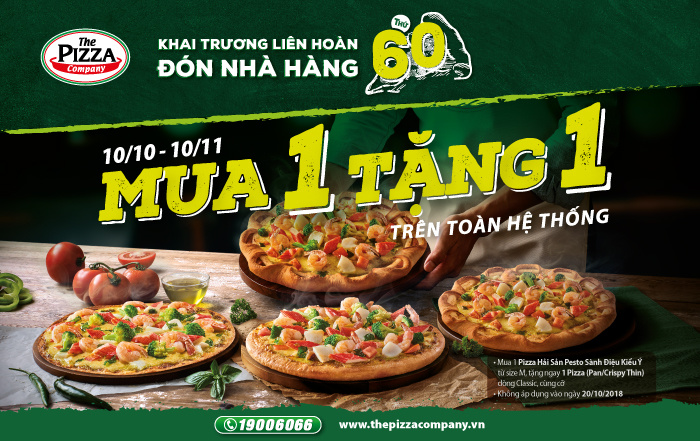 The
PIZZA
Company
KHAI TRƯƠNG LIÊN HOÀN
ĐÓN NHÀ HÀNG
THỨ
60
10/10 - 10/11
MUA 1 TẶNG 1
TRÊN TOÀN HỆ THỐNG
• Mua 1 Pizza Hải Sản Pesto Sành Điệu Kiểu Ý
từ size M, tặng ngay 1 Pizza (Pan/Crispy Thin)
dòng Classic, cùng cỡ
• Không áp dụng vào ngày 20/10/2018
19006066
www.thepizzacompany.vn